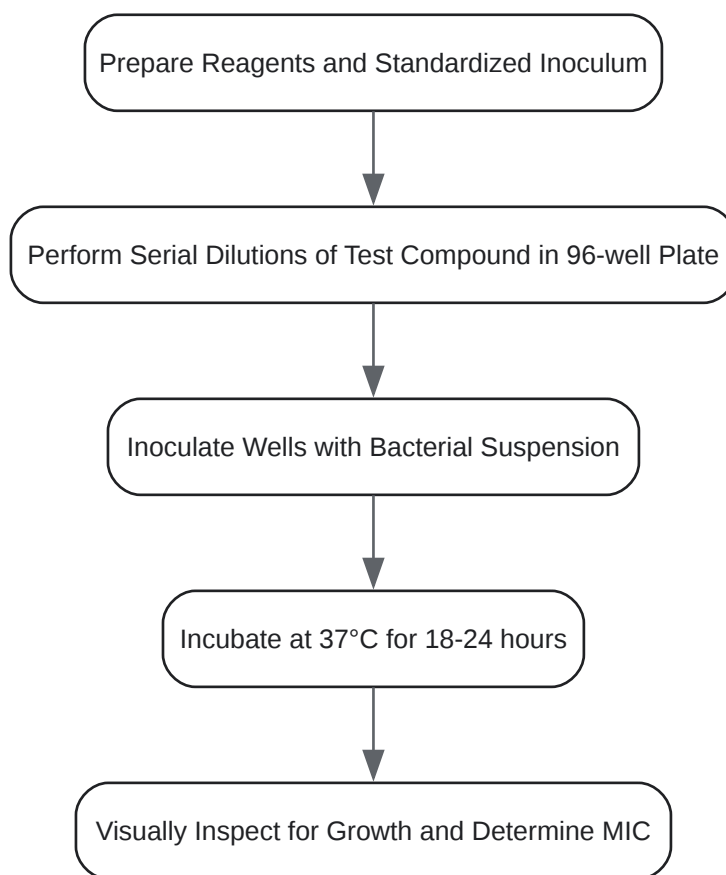 Prepare Reagents and Standardized Inoculum
Perform Serial Dilutions of Test Compound in 96-well Plate
Inoculate Wells with Bacterial Suspension
Incubate at 37°C for 18-24 hours
Visually Inspect for Growth and Determine MIC